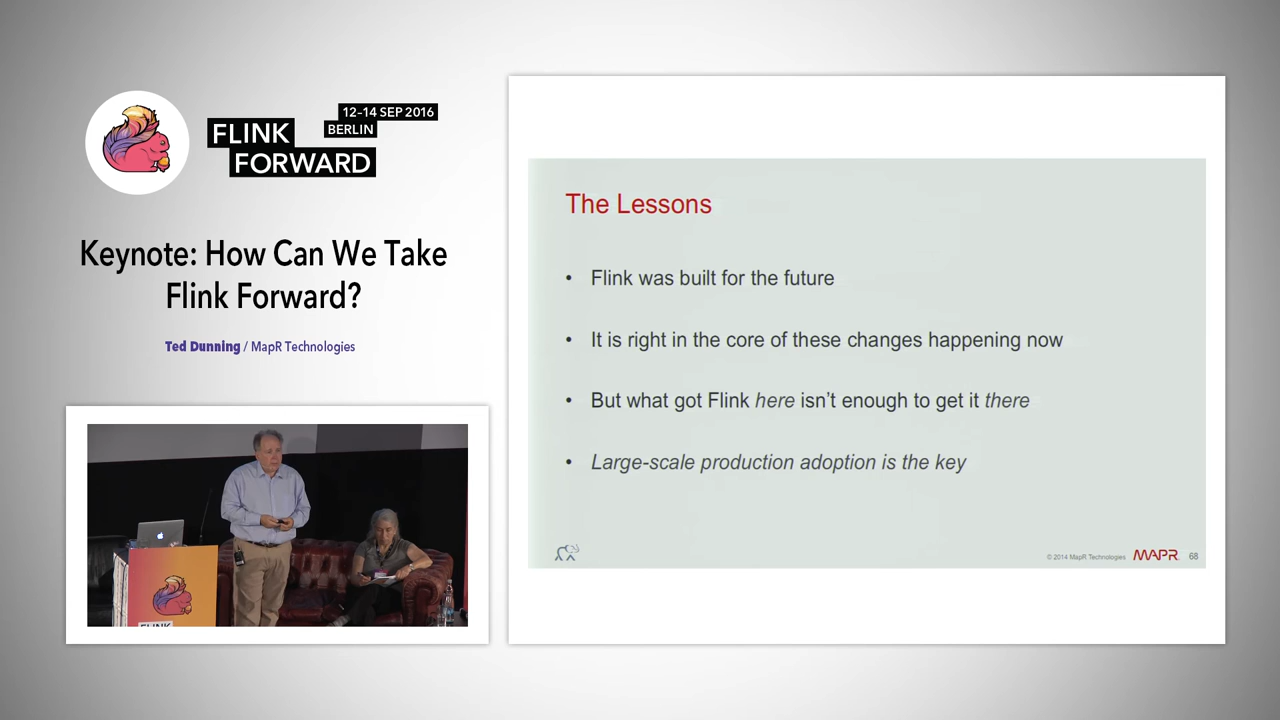 12–14 SEP 2016
BERLIN
FLINK
FORWARD
Keynote: How Can We Take
Flink Forward?
Ted Dunning / MapR Technologies
The Lessons
• Flink was built for the future
• It is right in the core of these changes happening now
• But what got Flink here isn’t enough to get it there
• Large-scale production adoption is the key
© 2014 MapR Technologies MAPR 68
FLINK